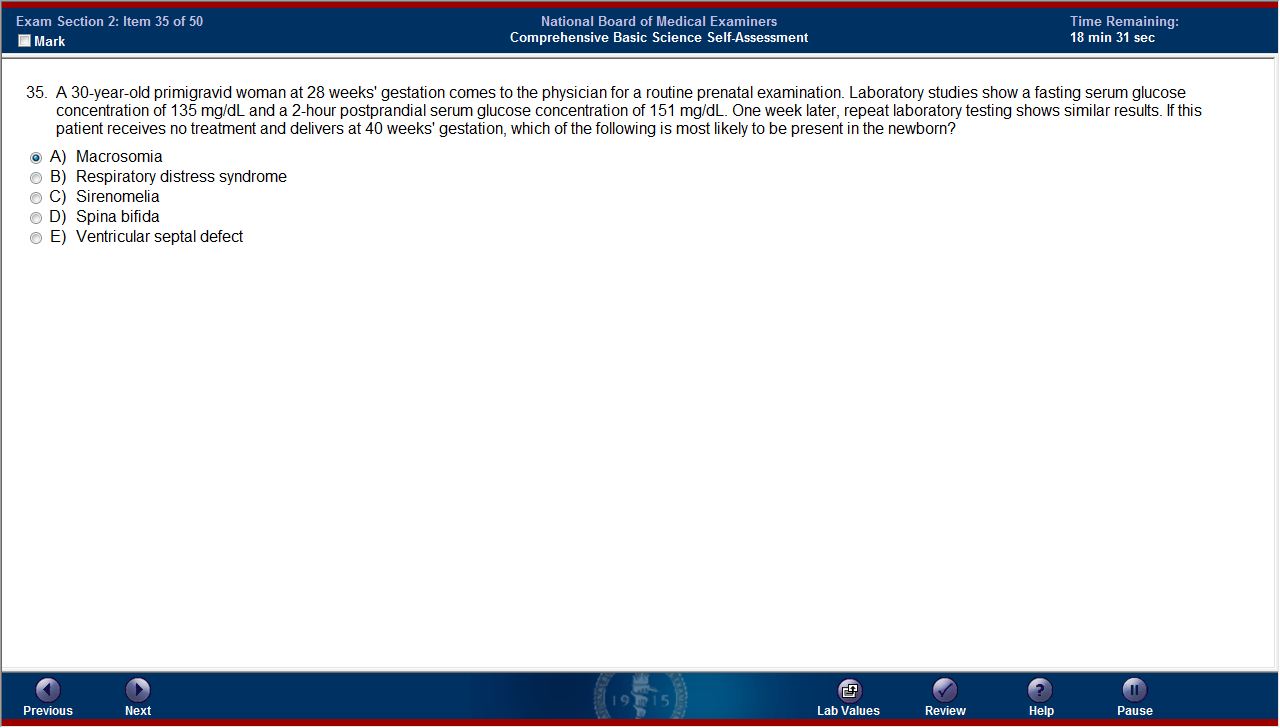 Exam Section 2: Item 35 of 50
National Board of Medical Examiners
Time Remaining:
Mark
Comprehensive Basic Science Self-Assessment
18 min 31 sec
35. A 30-year-old primigravid woman at 28 weeks' gestation comes to the physician for a routine prenatal examination. Laboratory studies show a fasting serum glucose
concentration of 135 mg/dL and a 2-hour postprandial serum glucose concentration of 151 mg/dL. One week later, repeat laboratory testing shows similar results. If this
patient receives no treatment and delivers at 40 weeks' gestation, which of the following is most likely to be present in the newborn?
A) Macrosomia
B) Respiratory distress syndrome
C) Sirenomelia
D) Spina bifida
E) Ventricular septal defect
1915
Previous
Next
Lab Values
Review
Help
Pause